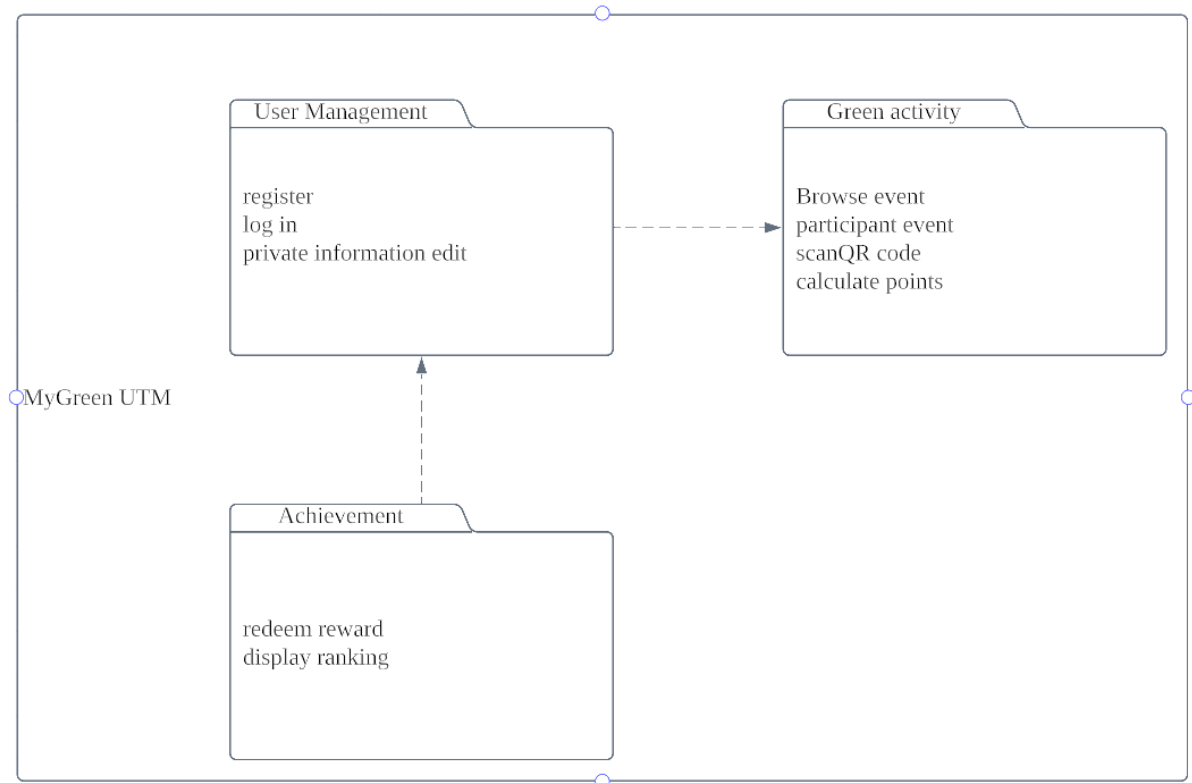 User Management
register
log in
private information edit
Green activity
Browse event
participant event
scanQR code
calculate points
MyGreen UTM
Achievement
redeem reward
display ranking